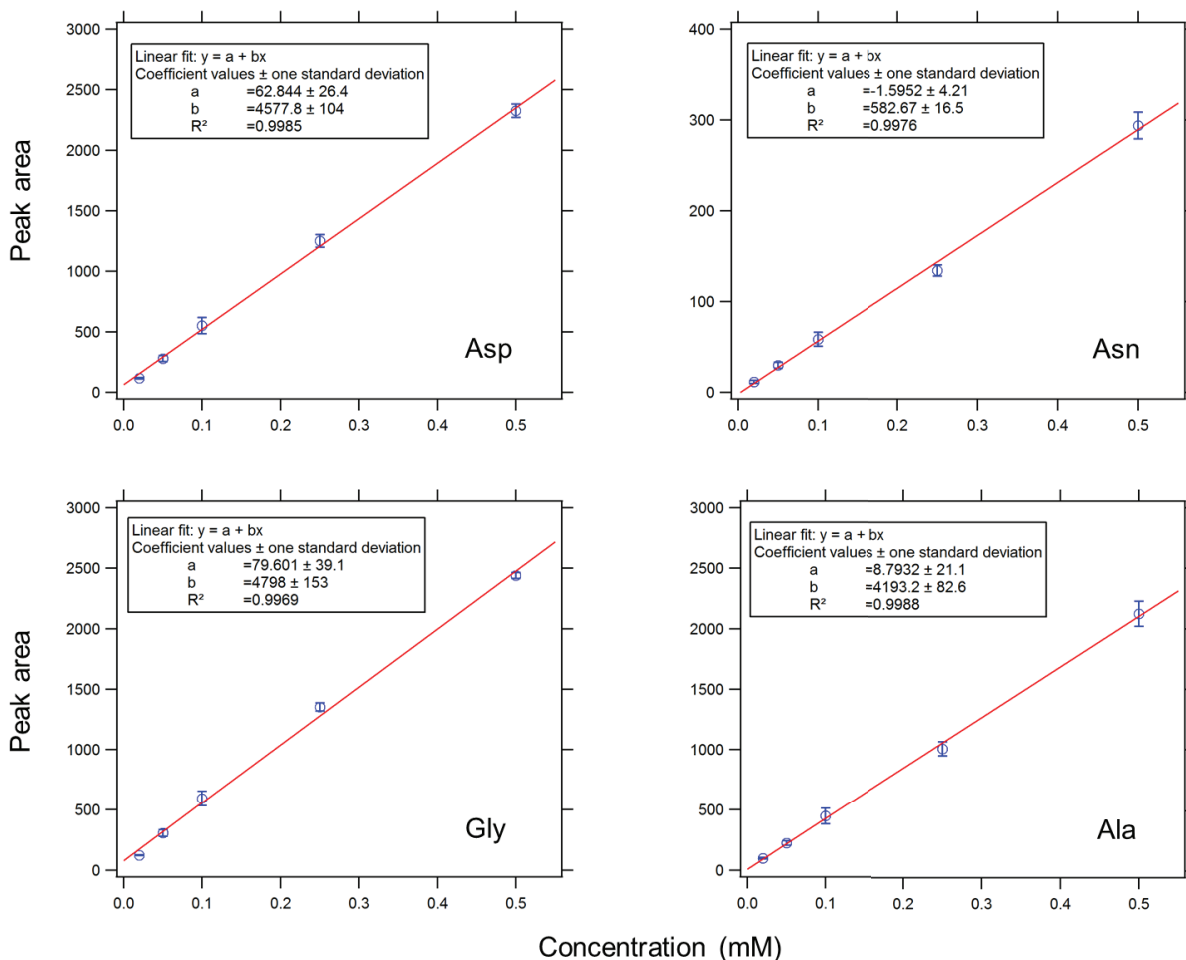 3000
2500
2000
1500
1000
500
0
Peak area
Linear fit: y = a + bx
Coefficient values ± one standard deviation
a =62.844 ± 26.4
b =4577.8 ± 104
R² =0.9985
Asp
0.0 0.1 0.2 0.3 0.4 0.5
400
300
200
100
0
Linear fit: y = a + bx
Coefficient values ± one standard deviation
a =-1.5952 ± 4.21
b =582.67 ± 16.5
R² =0.9976
Asn
0.0 0.1 0.2 0.3 0.4 0.5
3000
2500
2000
1500
1000
500
0
Peak area
Linear fit: y = a + bx
Coefficient values ± one standard deviation
a =79.601 ± 39.1
b =4798 ± 153
R² =0.9969
Gly
0.0 0.1 0.2 0.3 0.4 0.5
3000
2500
2000
1500
1000
500
0
Linear fit: y = a + bx
Coefficient values ± one standard deviation
a =8.7932 ± 21.1
b =4193.2 ± 82.6
R² =0.9988
Ala
0.0 0.1 0.2 0.3 0.4 0.5
Concentration (mM)